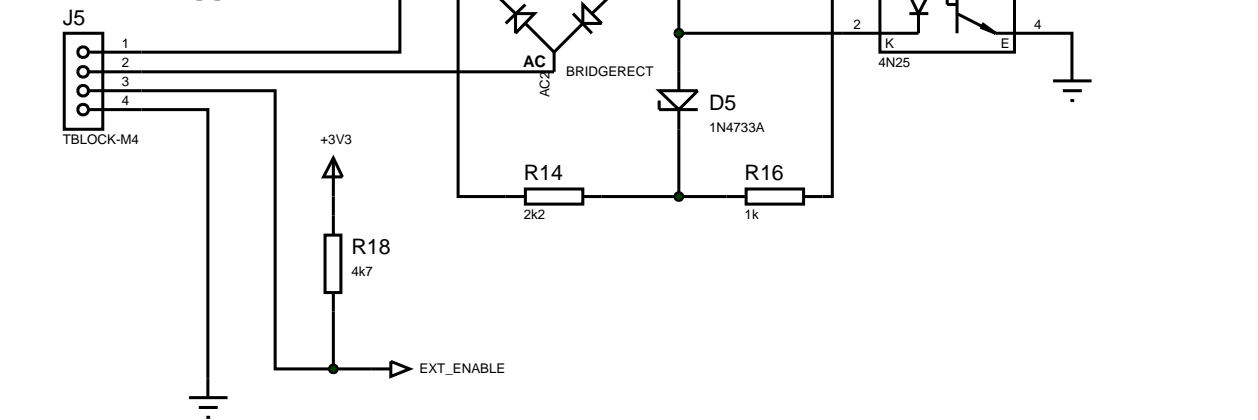 J5
1
2
3
4
TBLOCK-M4
AC
AC2
BRIDGERECT
2
K
E
4
4N25
D5
1N4733A
+3V3
R14
2k2
R16
1k
R18
4k7
EXT_ENABLE